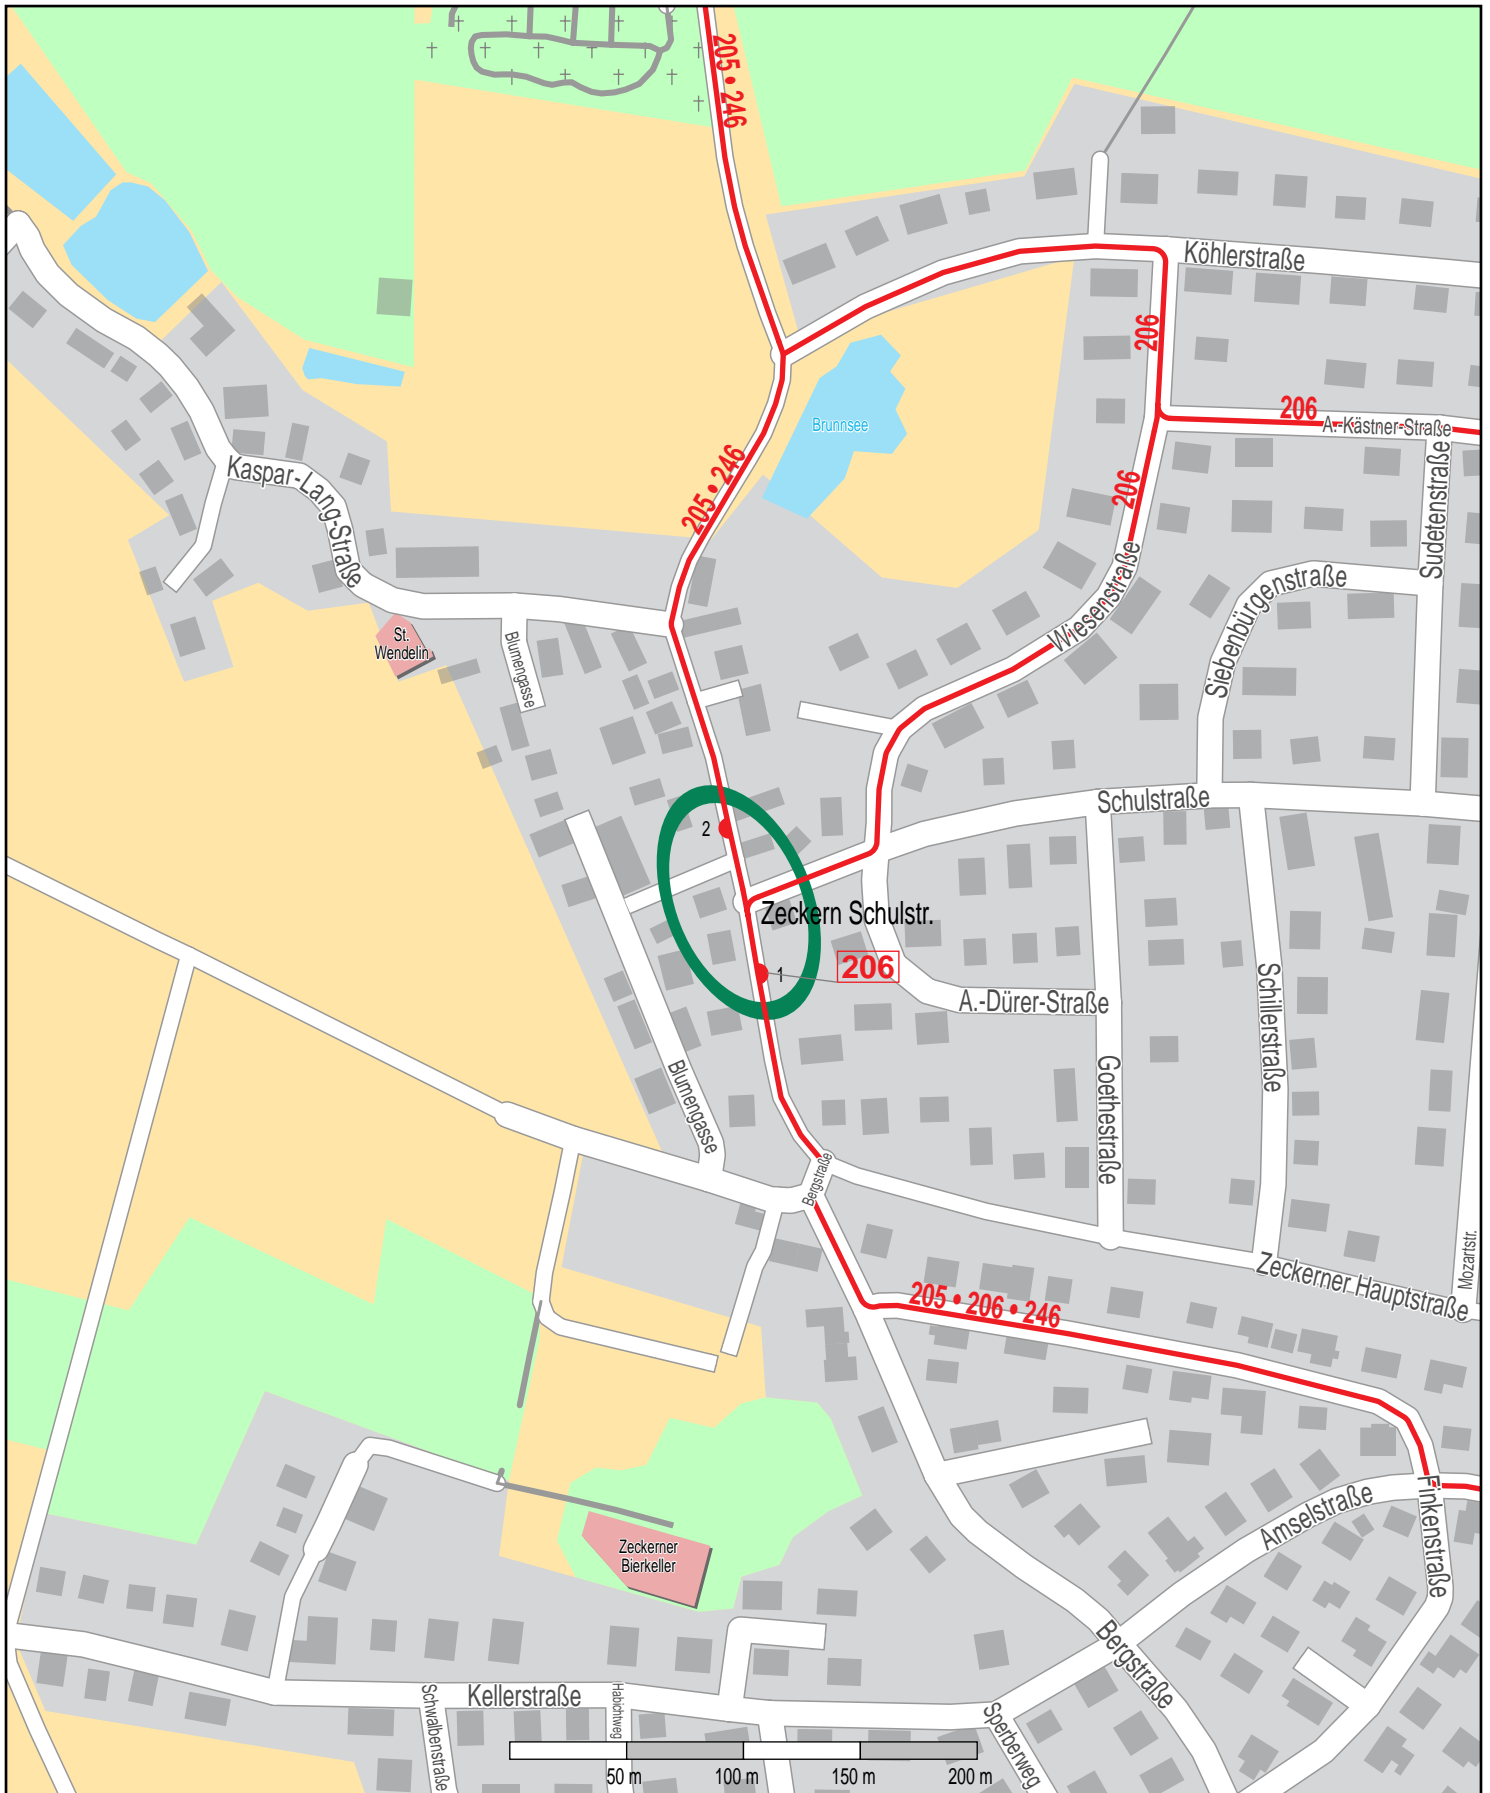 205 • 246
Köhlerstraße
206
206
A.-Kästner-Straße
Brunnsee
205 • 246
Kaspar-Lang-Straße
206
Sudetenstraße
Wiesenstraße
Siebenbürgenstraße
St.
Wendelin
Blumengasse
Schulstraße
2
Zeckern Schulstr.
206
1
A.-Dürer-Straße
Schillerstraße
Goethestraße
Blumengasse
Bergstraße
Zeckerner Hauptstraße
Mozartstr.
205 • 206 • 246
Finkenstraße
Amselstraße
Zeckerner
Bierkeller
Bergstraße
Kellerstraße
Schwalbenstraße
Habichtweg
Sperberweg
50 m
100 m
150 m
200 m